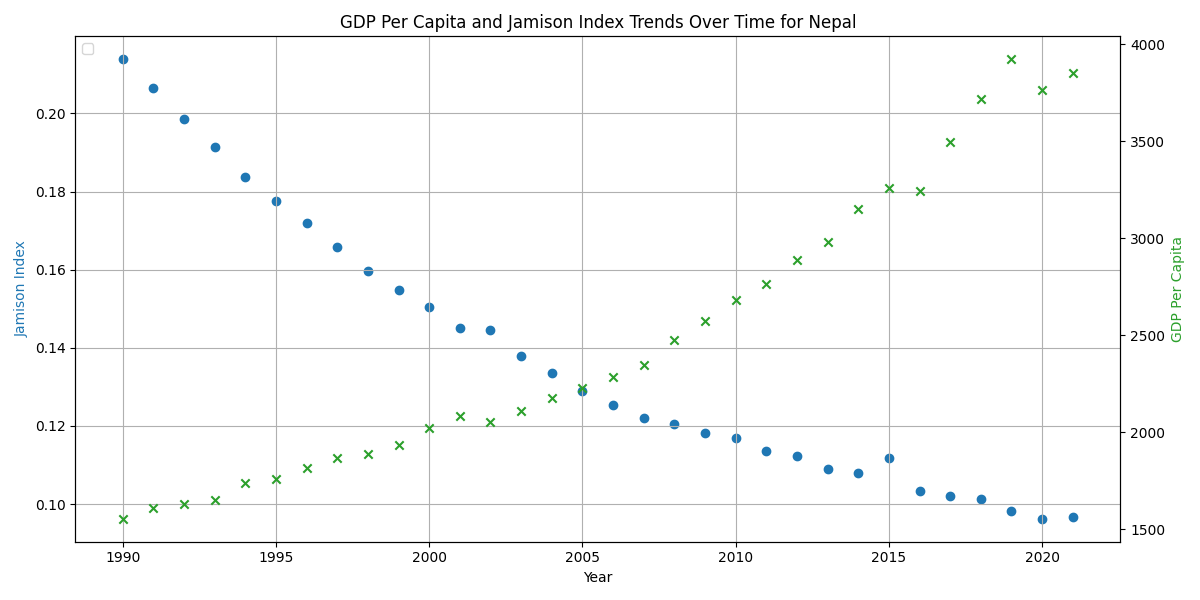 GDP Per Capita and Jamison Index Trends Over Time for Nepal
Jamison Index
0.20
0.18
0.16
0.14
0.12
0.10
4000
3500
3000
2500
2000
1500
GDP Per Capita
1990 1995 2000 2005 2010 2015 2020
Year